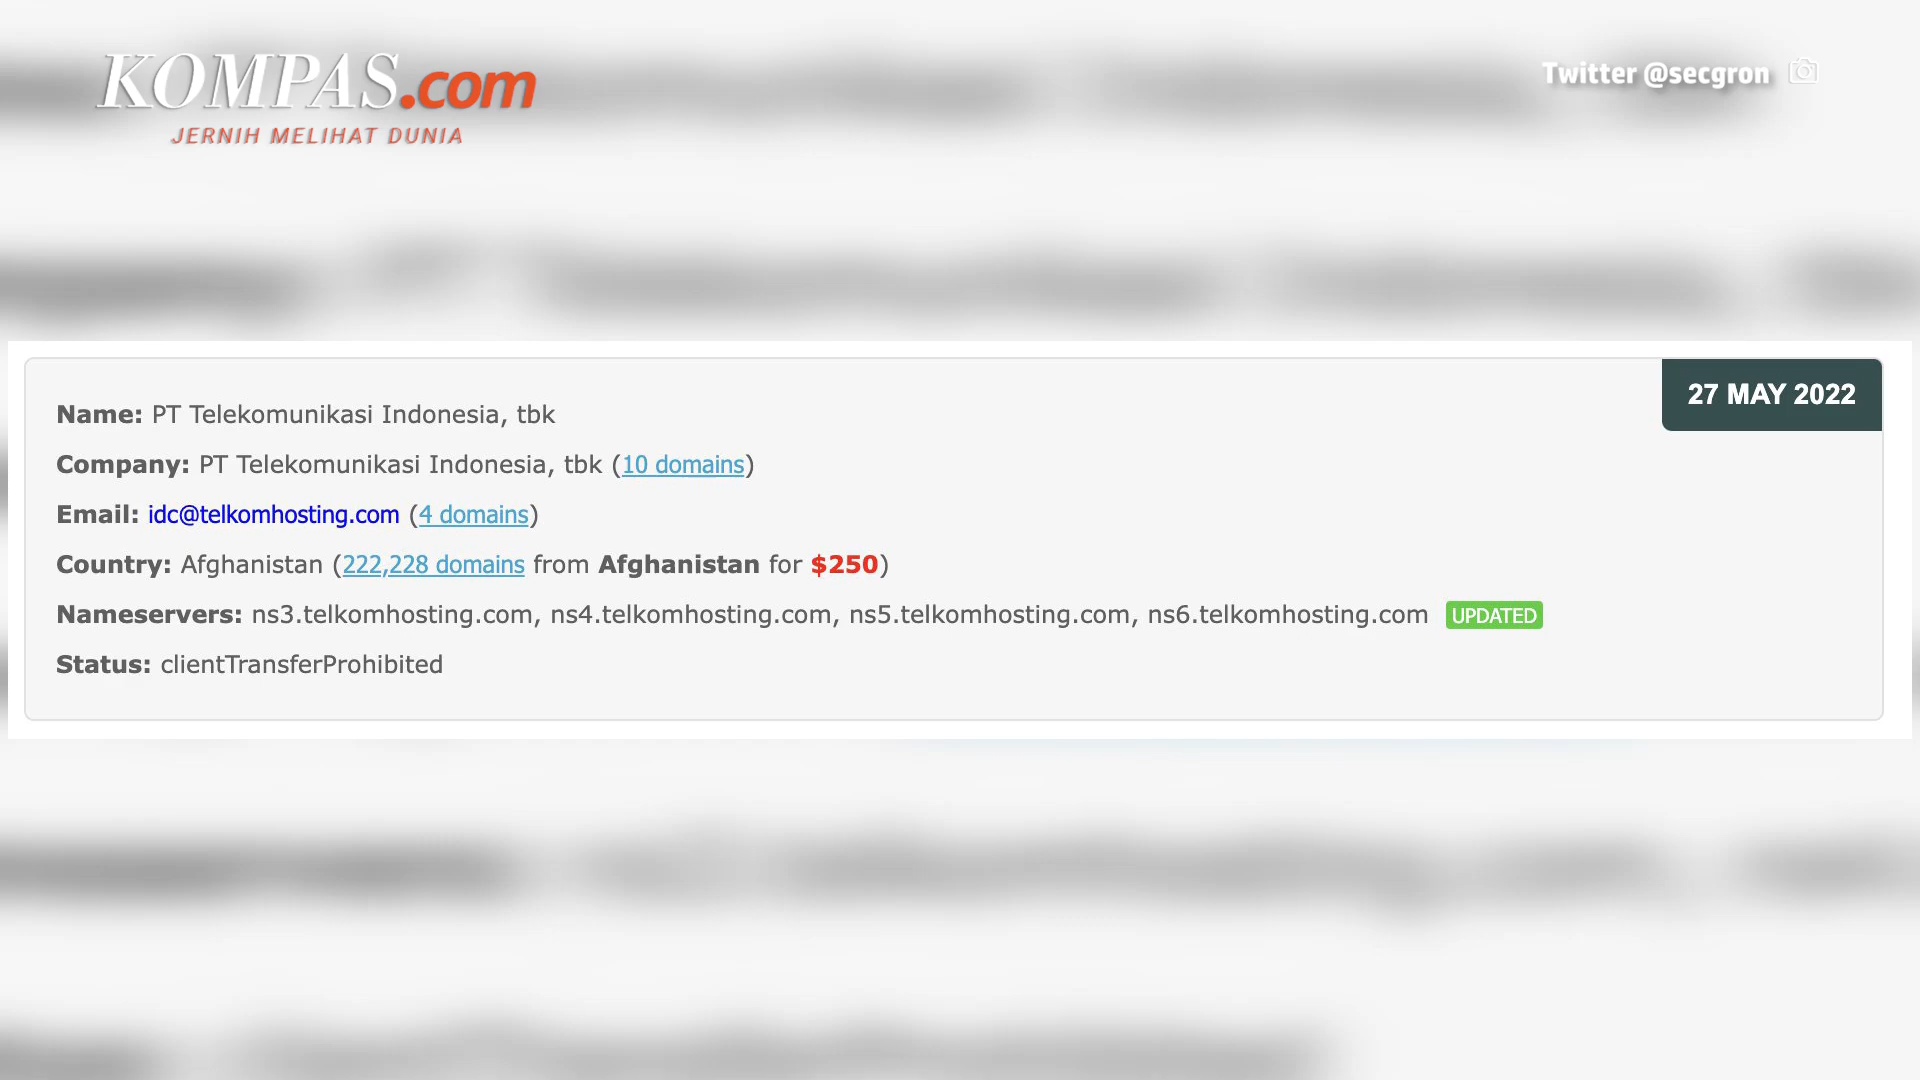 KOMPAS.com
JERNIH MELIHAT DUNIA
Twitter @secgron
27 MAY 2022
Name: PT Telekomunikasi Indonesia, tbk
Company: PT Telekomunikasi Indonesia, tbk (10 domains)
Email: idc@telkomhosting.com (4 domains)
Country: Afghanistan (222,228 domains from Afghanistan for $250)
Nameservers: ns3.telkomhosting.com, ns4.telkomhosting.com, ns5.telkomhosting.com, ns6.telkomhosting.com UPDATED
Status: clientTransferProhibited